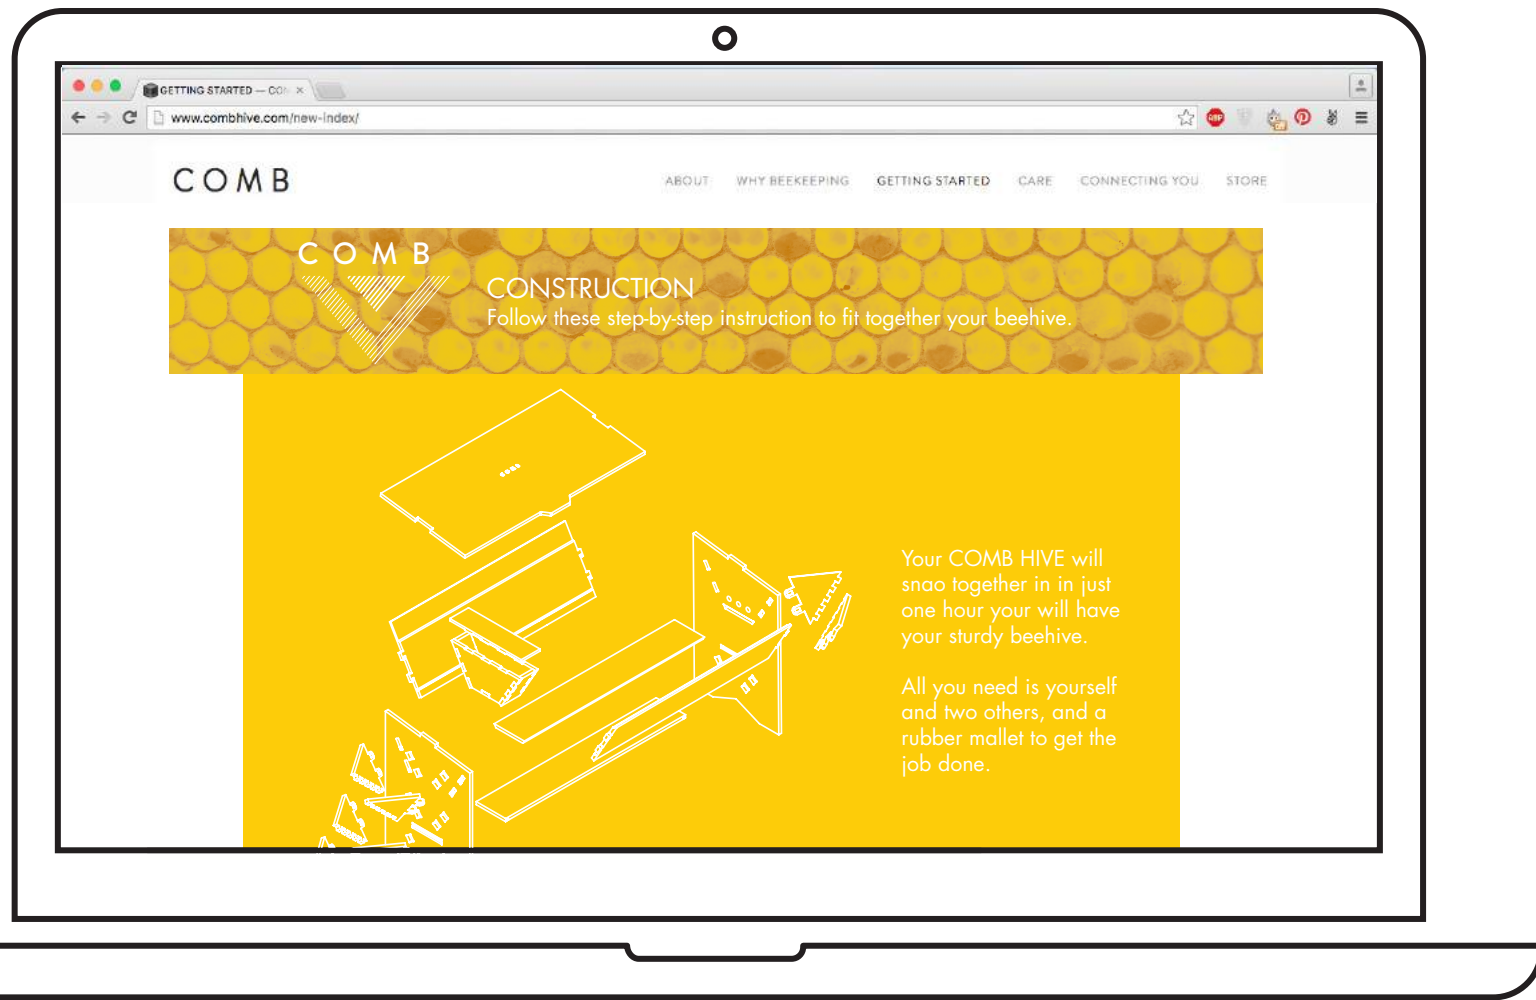 GETTING STARTED — CO
www.combhive.com/new-index/
COMB
ABOUT WHY BEEKEEPING GETTING STARTED CARE CONNECTING YOU STORE
COMB
CONSTRUCTION
Follow these step-by-step instruction to fit together your beehive.
COMB
Your COMB HIVE will
snao together in in just
one hour your will have
your sturdy beehive.
All you need is yourself
and two others, and a
rubber mallet to get the
job done.